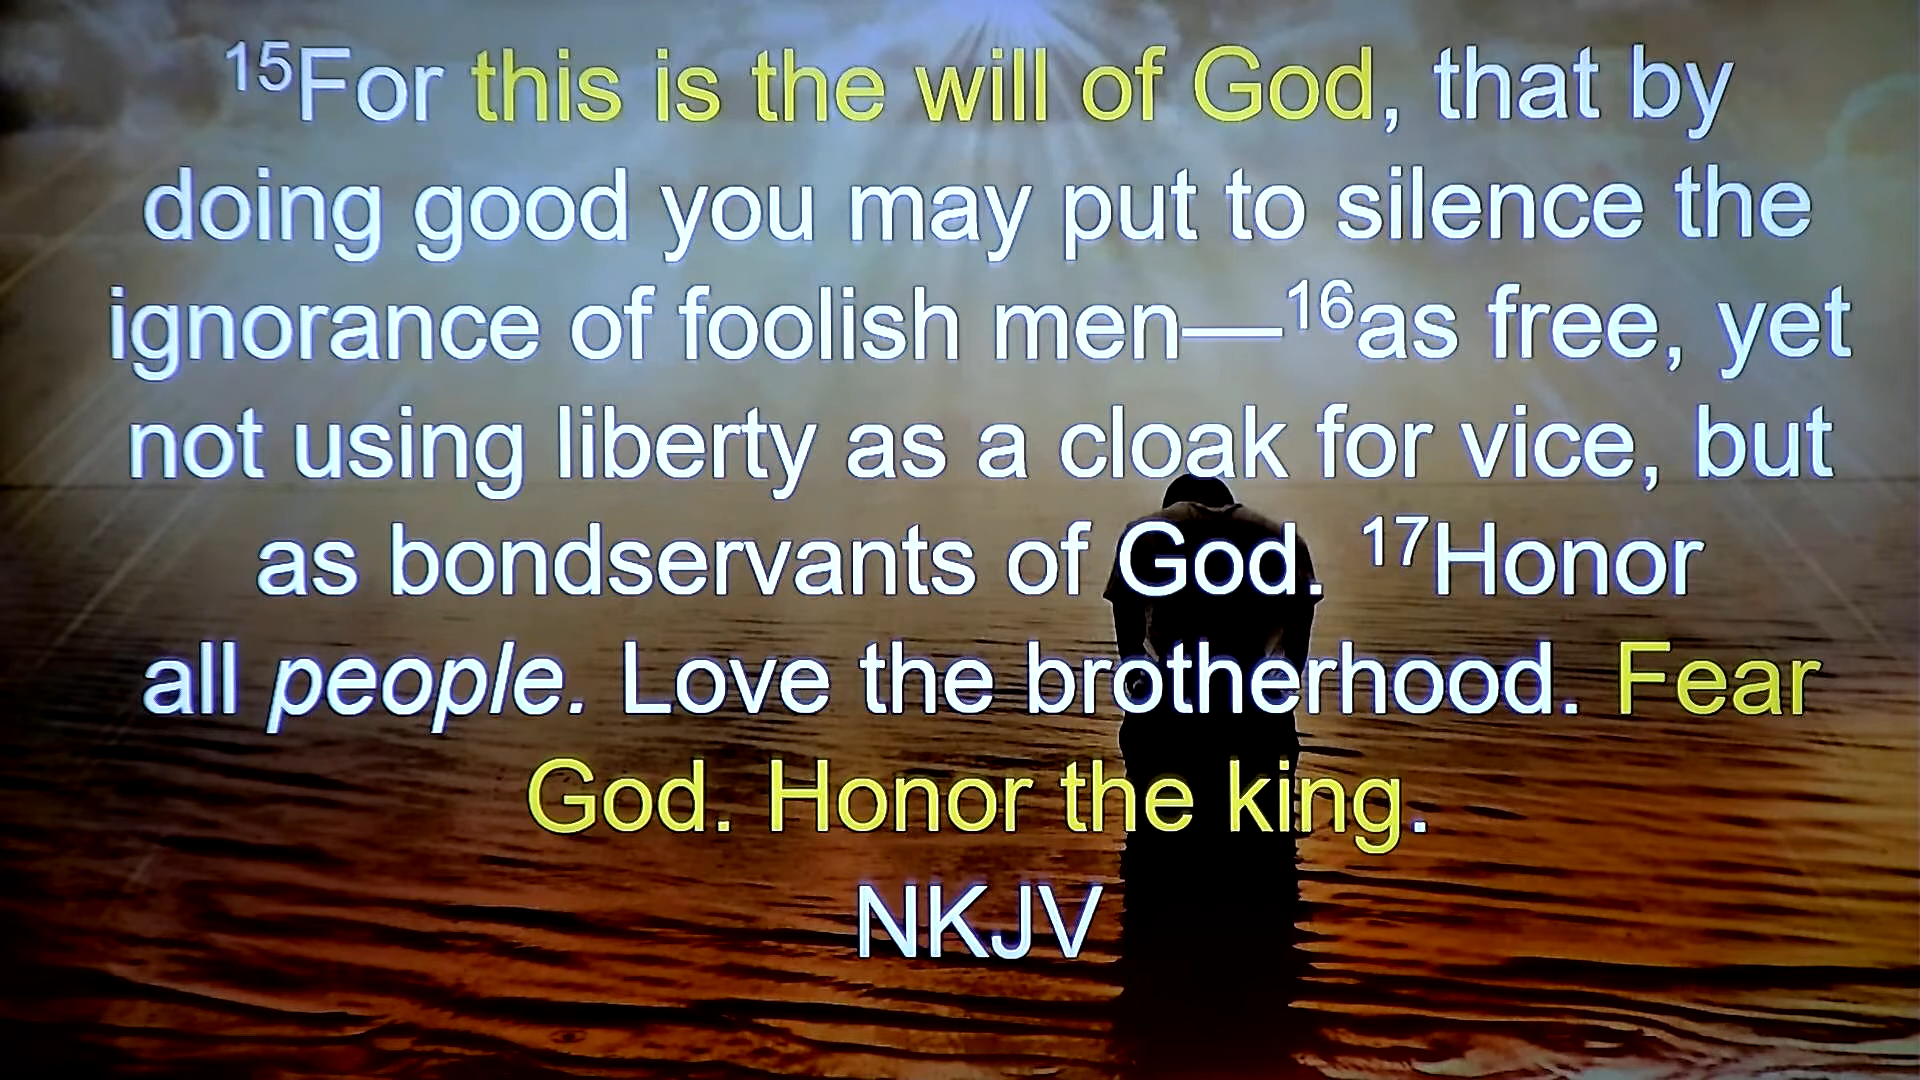 15For this is the will of God, that by
doing good you may put to silence the
ignorance of foolish men—16as free, yet
not using liberty as a cloak for vice, but
as bondservants of God. 17Honor
all people. Love the brotherhood. Fear
God. Honor the king.
NKJV